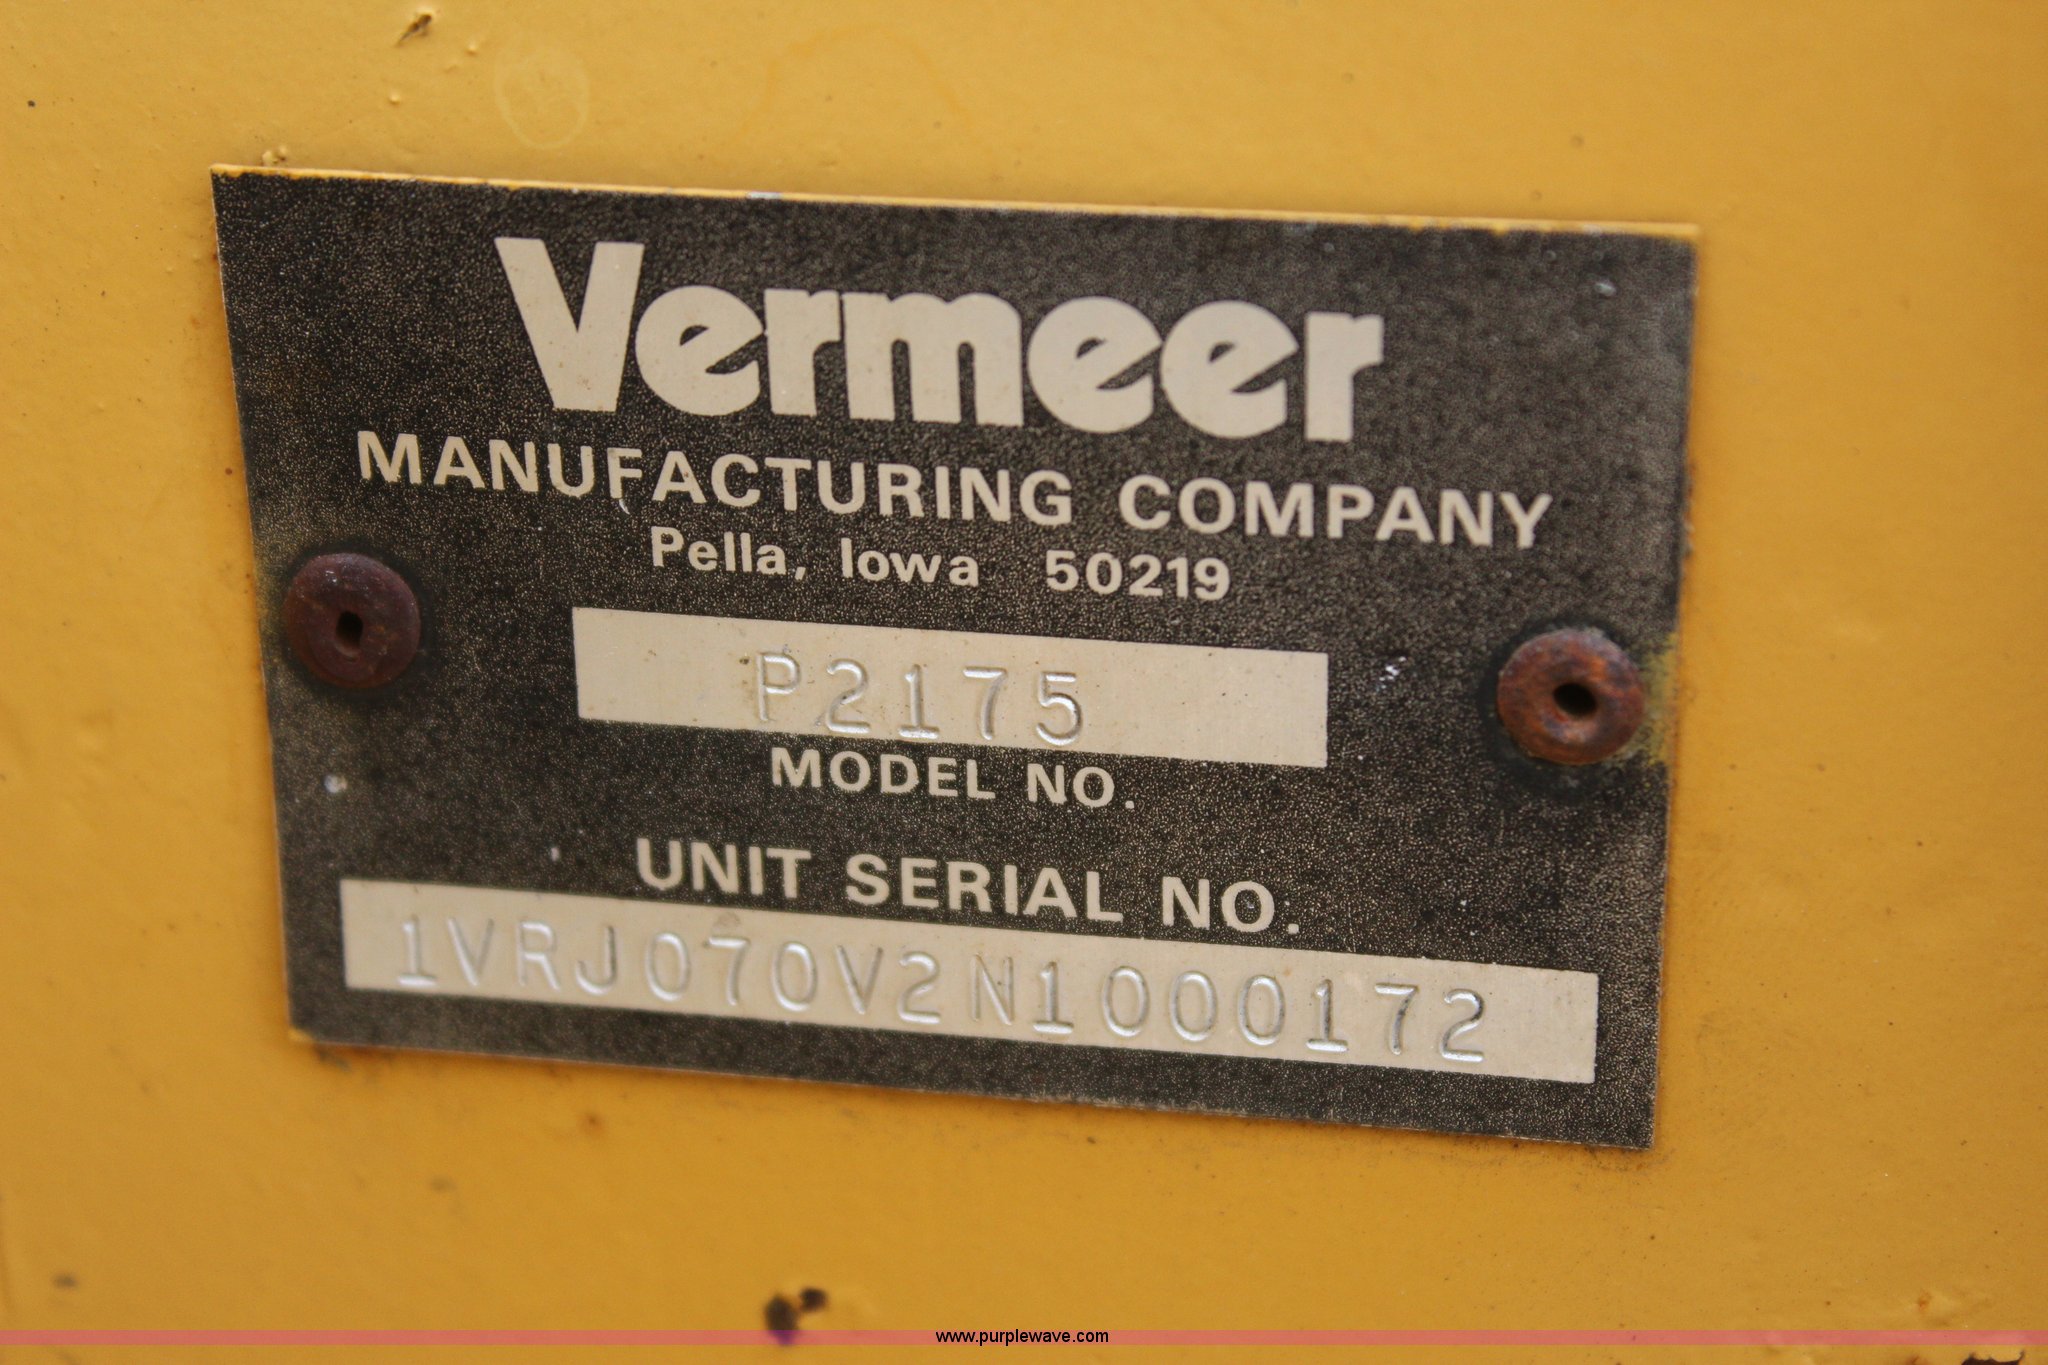 Vermeer
MANUFACTURING COMPANY
Pella, Iowa 50219
P2175
MODEL NO.
UNIT SERIAL NO.
1VRJ070V2N1000172
www.purplewave.com